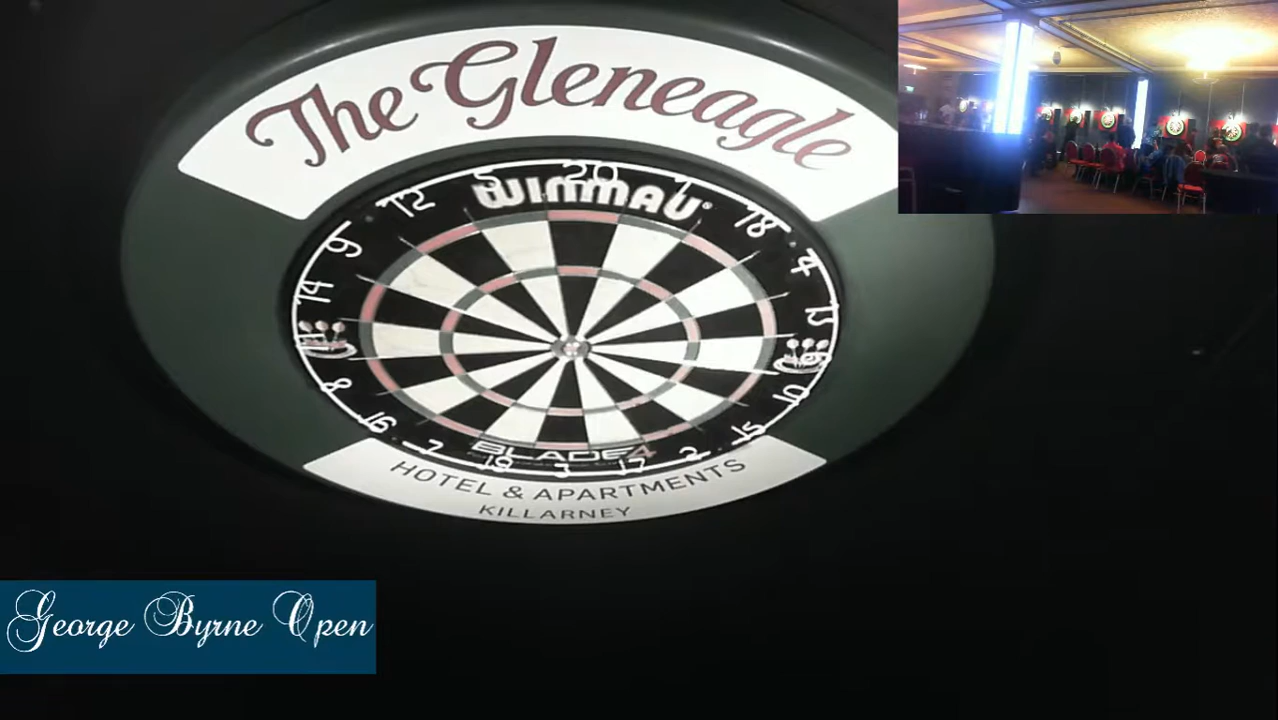 The Gleneagle
WINMAU®
5 20 1
12 18
9 4
14 13
11 6
8 10
16 15
7 19 3 17 2
BLADE4
HOTEL & APARTMENTS
KILLARNEY
George Byrne Open